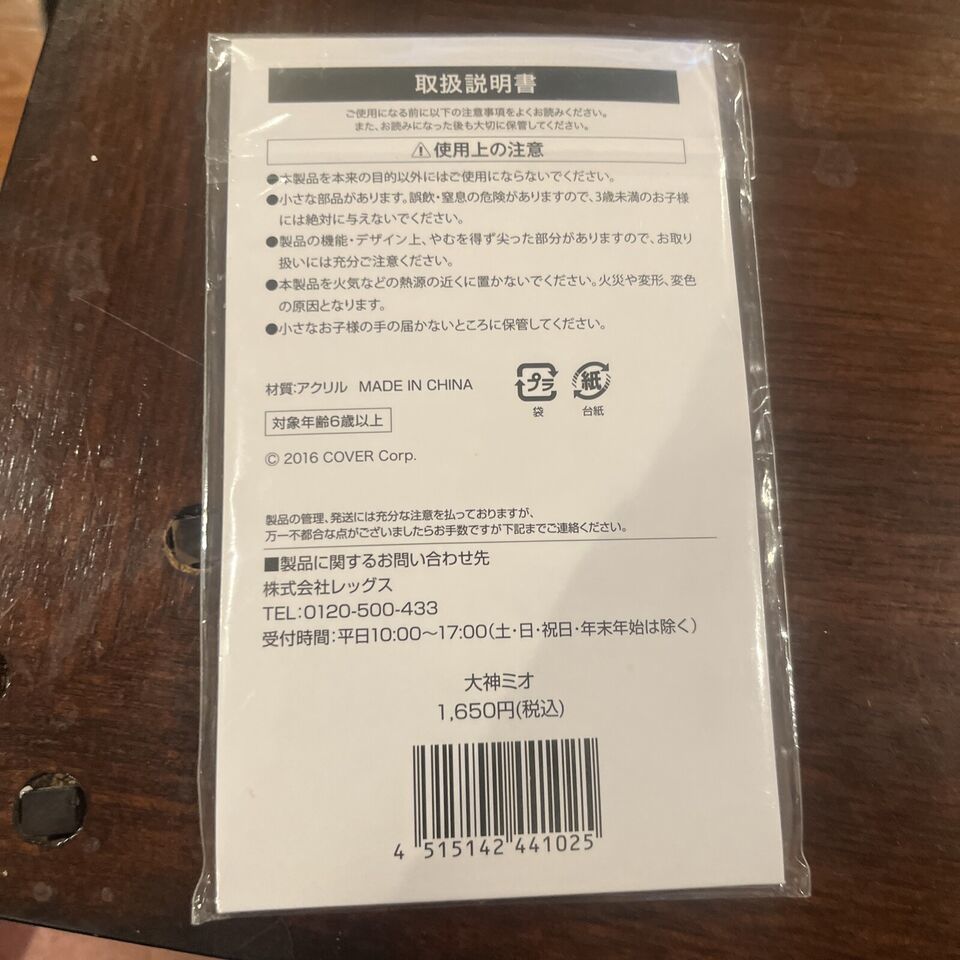 取扱説明書
ご使用になる前に以下の注意事項をよくお読みください。
また、お読みになった後も大切に保管してください。
⚠使用上の注意
●本製品を本来の目的以外にはご使用にならないでください。
●小さな部品があります。誤飲・窒息の危険がありますので、3歳未満のお子様
には絶対に与えないでください。
●製品の機能・デザイン上、やむを得ず尖った部分がありますので、お取り
扱いには充分ご注意ください。
●本製品を火気などの熱源の近くに置かないでください。火災や変形、変色
の原因となります。
●小さなお子様の手の届かないところに保管してください。
材質:アクリル MADE IN CHINA
プラ 紙
袋 台紙
対象年齢6歳以上
© 2016 COVER Corp.
製品の管理、発送には充分な注意を払っておりますが、
万一不都合な点がございましたらお手数ですが下記までご連絡ください。
■製品に関するお問い合わせ先
株式会社レッグス
TEL:0120-500-433
受付時間:平日10:00～17:00(土・日・祝日・年末年始は除く)
大神ミオ
1,650円(税込)
4 515142 441025